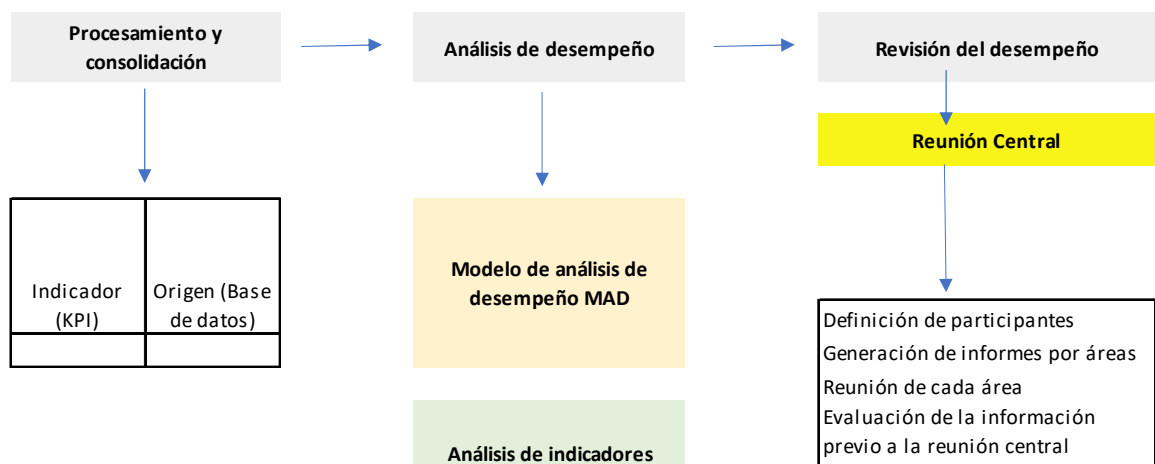 Procesamiento y
consolidación
Análisis de desempeño
Revisión del desempeño
Reunión Central
Indicador
(KPI)
Origen (Base
de datos)
Modelo de análisis de
desempeño MAD
Definición de participantes
Generación de informes por áreas
Reunión de cada área
Evaluación de la información
previo a la reunión central
Análisis de indicadores